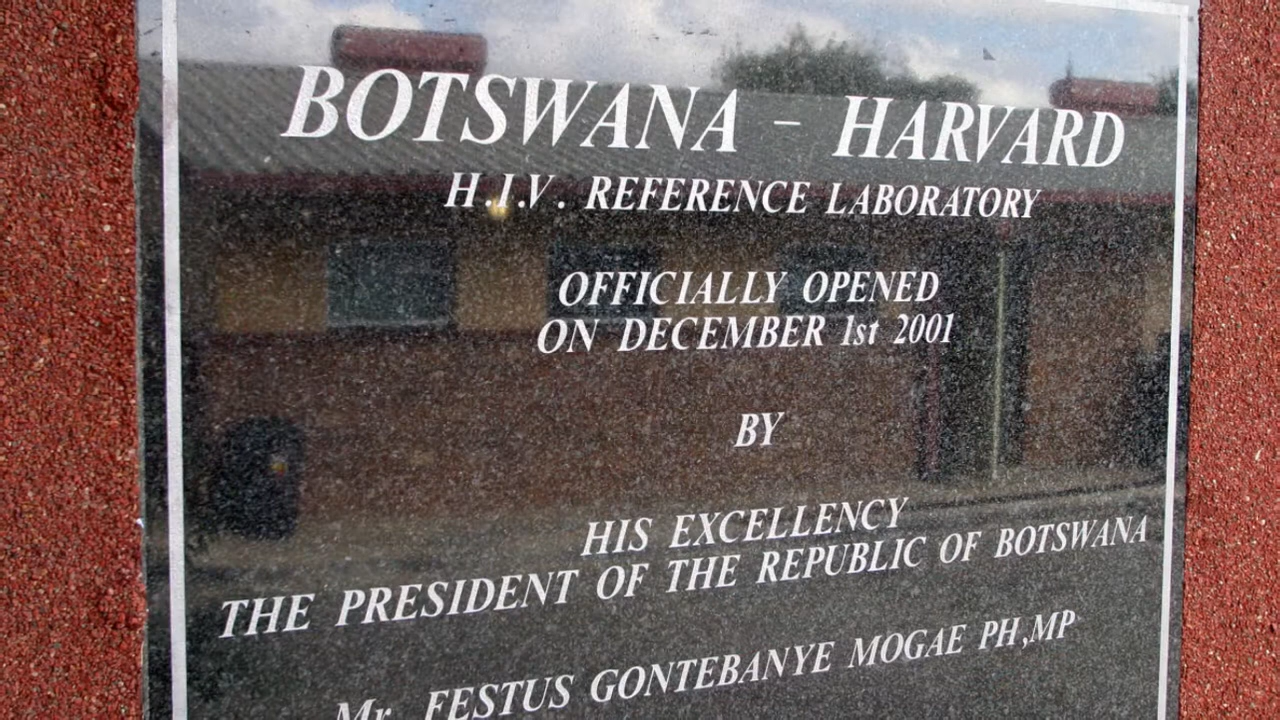 BOTSWANA – HARVARD
H.I.V. REFERENCE LABORATORY
OFFICIALLY OPENED
ON DECEMBER 1st 2001
BY
HIS EXCELLENCY
THE PRESIDENT OF THE REPUBLIC OF BOTSWANA
Mr. FESTUS GONTEBANYE MOGAE PH,MP